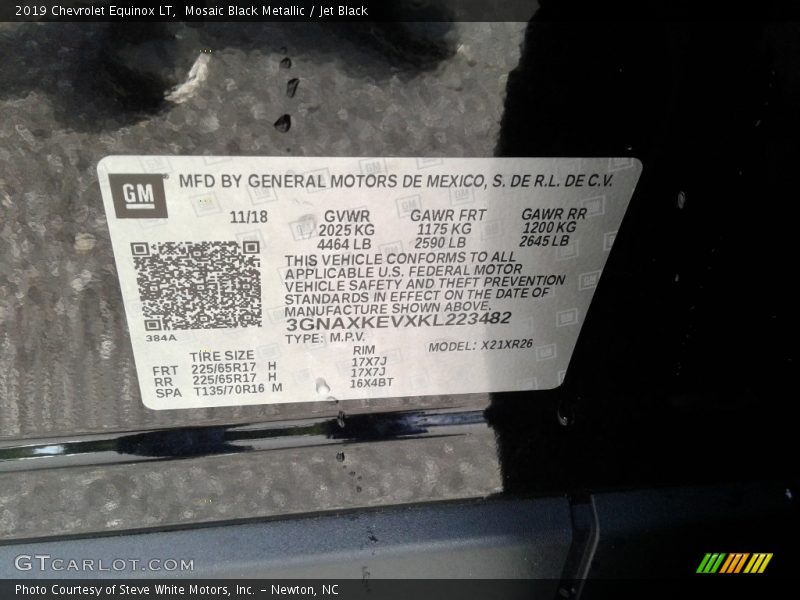 2019 Chevrolet Equinox LT, Mosaic Black Metallic / Jet Black
GM MFD BY GENERAL MOTORS DE MEXICO, S. DE R.L. DE C.V.
11/18 GVWR GAWR FRT GAWR RR
2025 KG 1175 KG 1200 KG
4464 LB 2590 LB 2645 LB
THIS VEHICLE CONFORMS TO ALL
APPLICABLE U.S. FEDERAL MOTOR
VEHICLE SAFETY AND THEFT PREVENTION
STANDARDS IN EFFECT ON THE DATE OF
MANUFACTURE SHOWN ABOVE.
3GNAXKEVXKL223482
384A TYPE: M.P.V. MODEL: X21XR26
TIRE SIZE RIM
FRT 225/65R17 H 17X7J
RR 225/65R17 H 17X7J
SPA T135/70R16 M 16X4BT
GTCARLOT.COM
Photo Courtesy of Steve White Motors, Inc. – Newton, NC